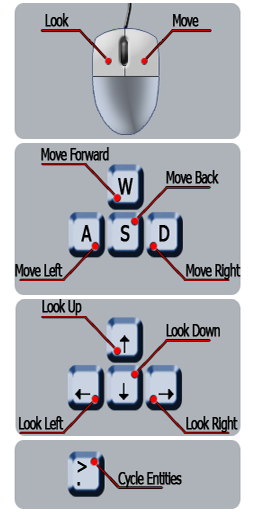 Look
Move
Move Forward
Move Back
W
A S D
Move Left
Move Right
Look Up
Look Down
↑
← ↓ →
Look Left
Look Right
>
.
Cycle Entities